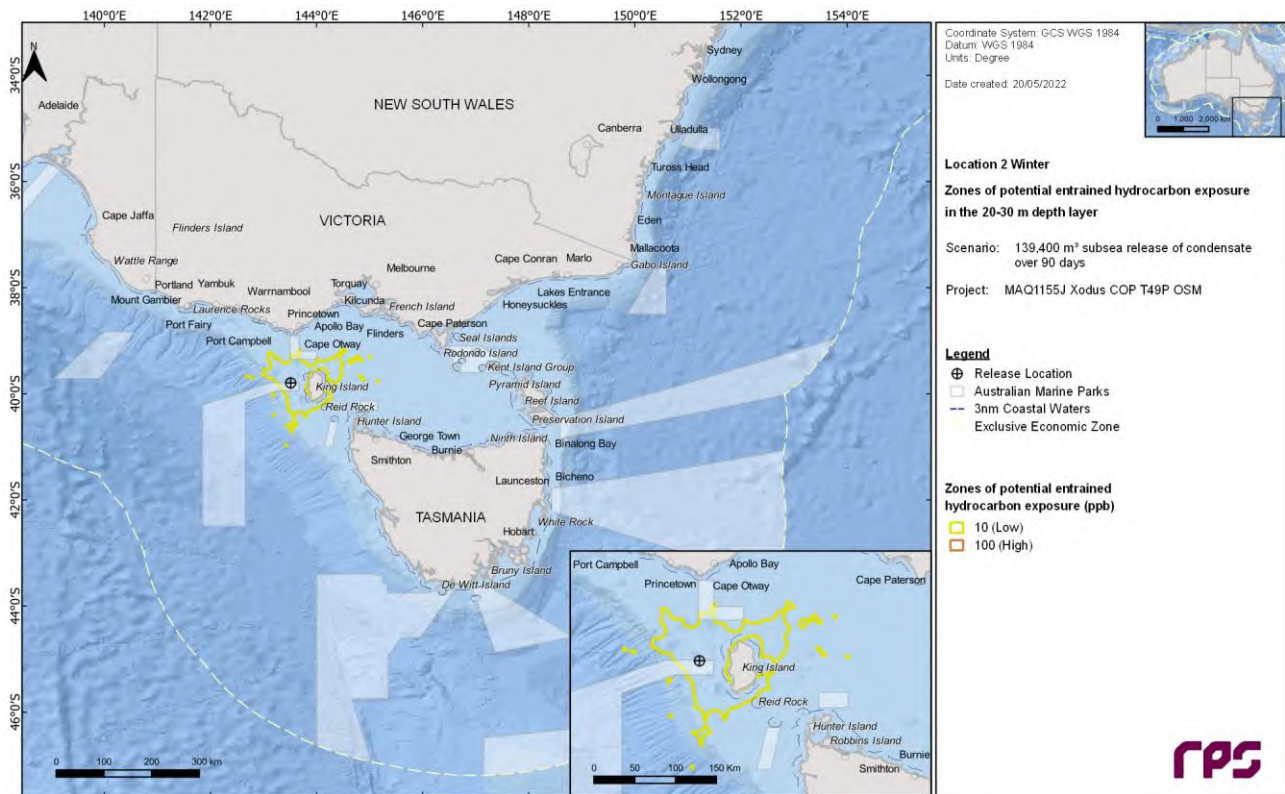 140°0'E 142°0'E 144°0'E 146°0'E 148°0'E 150°0'E 152°0'E 154°0'E
34°0'S
36°0'S
38°0'S
40°0'S
42°0'S
44°0'S
46°0'S
N
Sydney
Wollongong
Adelaide
NEW SOUTH WALES
Canberra
Ulladulla
Tuross Head
Montague Island
Cape Jaffa
Flinders Island
VICTORIA
Eden
Mallacoota
Gabo Island
Wattle Range
Melbourne
Cape Conran
Marlo
Portland
Yambuk
Warrnambool
Torquay
Kilcunda
French Island
Lakes Entrance
Honeysuckles
Mount Gambier
Laurence Rocks
Princetown
Port Fairy
Apollo Bay
Flinders
Cape Paterson
Seal Islands
Port Campbell
Cape Otway
Rodondo Island
Kent Island Group
King Island
Pyramid Island
Reef Island
Reid Rock
Hunter Island
Preservation Island
George Town
Ninth Island
Binalong Bay
Burnie
Smithton
Launceston
Bicheno
TASMANIA
White Rock
Hobart
Bruny Island
De Witt Island
0 100 200 300 km
Port Campbell
Apollo Bay
Princetown
Cape Otway
Cape Paterson
King Island
Reid Rock
Hunter Island
Robbins Island
Burnie
Smithton
0 50 100 150 Km
Coordinate System: GCS WGS 1984
Datum: WGS 1984
Units: Degree
Date created: 20/05/2022
0 1,000 2,000 km
Location 2 Winter
Zones of potential entrained hydrocarbon exposure
in the 20-30 m depth layer
Scenario: 139,400 m³ subsea release of condensate
over 90 days
Project: MAQ1155J Xodus COP T49P OSM
Legend
Release Location
Australian Marine Parks
3nm Coastal Waters
Exclusive Economic Zone
Zones of potential entrained
hydrocarbon exposure (ppb)
10 (Low)
100 (High)
rps